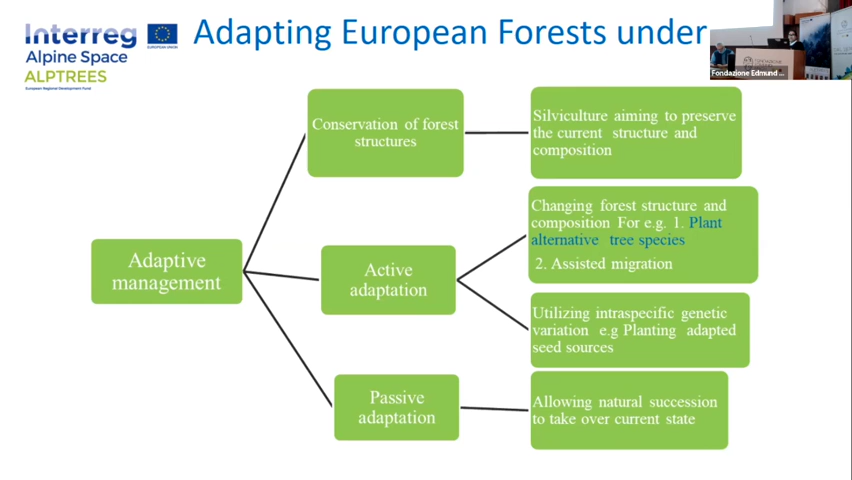 Interreg
EUROPEAN UNION
Alpine Space
ALPTREES
European Regional Development Fund
Adapting European Forests under
Fondazione Edmund ...
Conservation of forest
structures
Silviculture aiming to preserve
the current structure and
composition
Adaptive
management
Active
adaptation
Changing forest structure and
composition For e.g. 1. Plant
alternative tree species
2. Assisted migration
Utilizing intraspecific genetic
variation e.g Planting adapted
seed sources
Passive
adaptation
Allowing natural succession
to take over current state